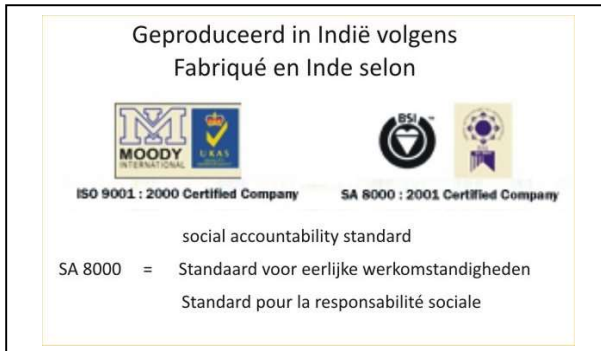 Geproduceerd in Indië volgens
Fabriqué en Inde selon
MOODY
INTERNATIONAL
UKAS
BSI
ISO 9001 : 2000 Certified Company
SA 8000 : 2001 Certified Company
social accountability standard
SA 8000 = Standaard voor eerlijke werkomstandigheden
Standard pour la responsabilité sociale